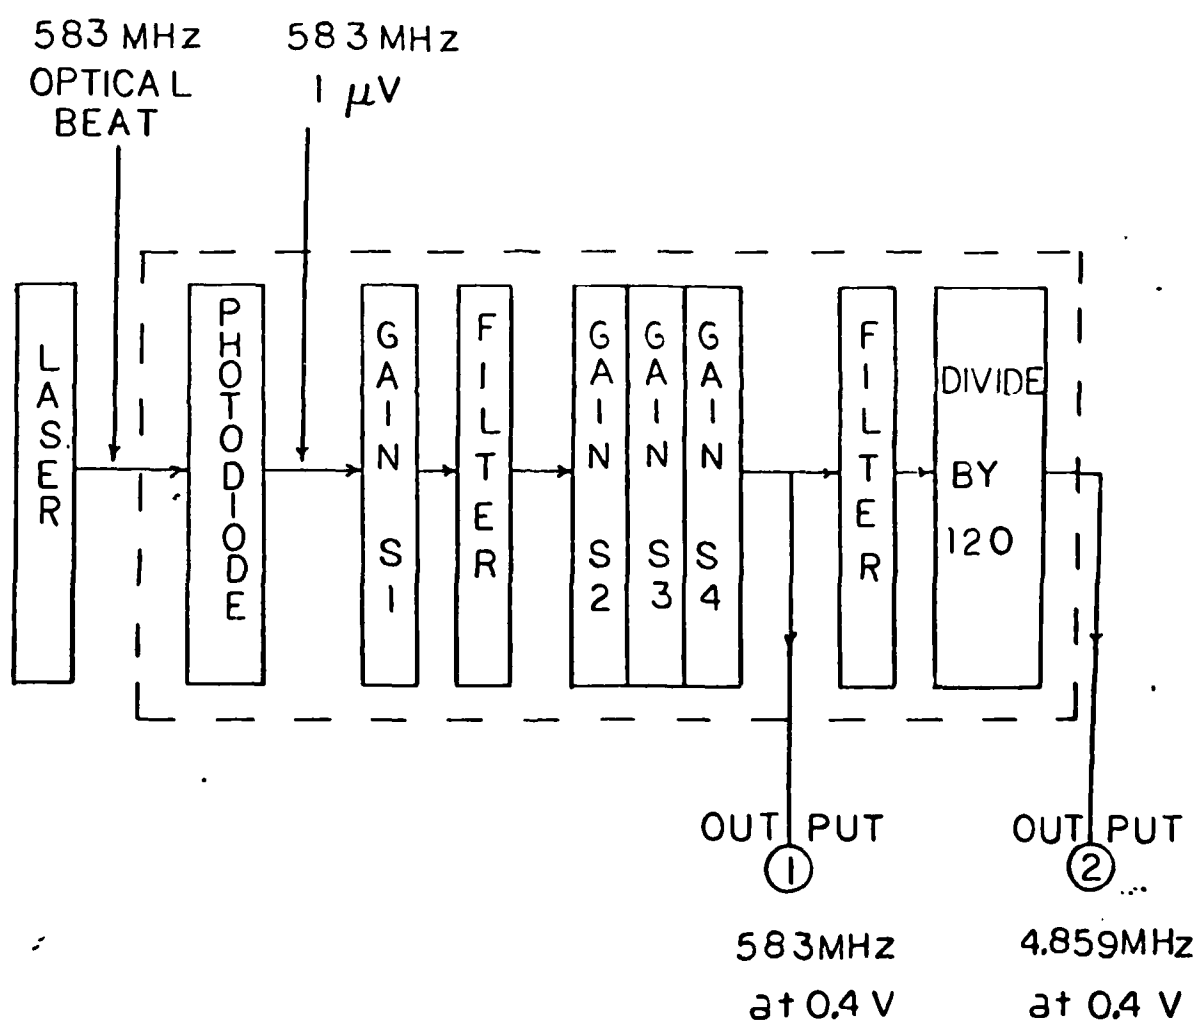 583 MHz
OPTICAL
BEAT
583 MHz
1 μV
LASER
PHOTODIODE
GAIN S1
FILTER
GAIN S2
GAIN S3
GAIN S4
FILTER
DIVIDE
BY
120
OUTPUT
1
583MHz
at 0.4 V
OUTPUT
2
4.859MHz
at 0.4 V